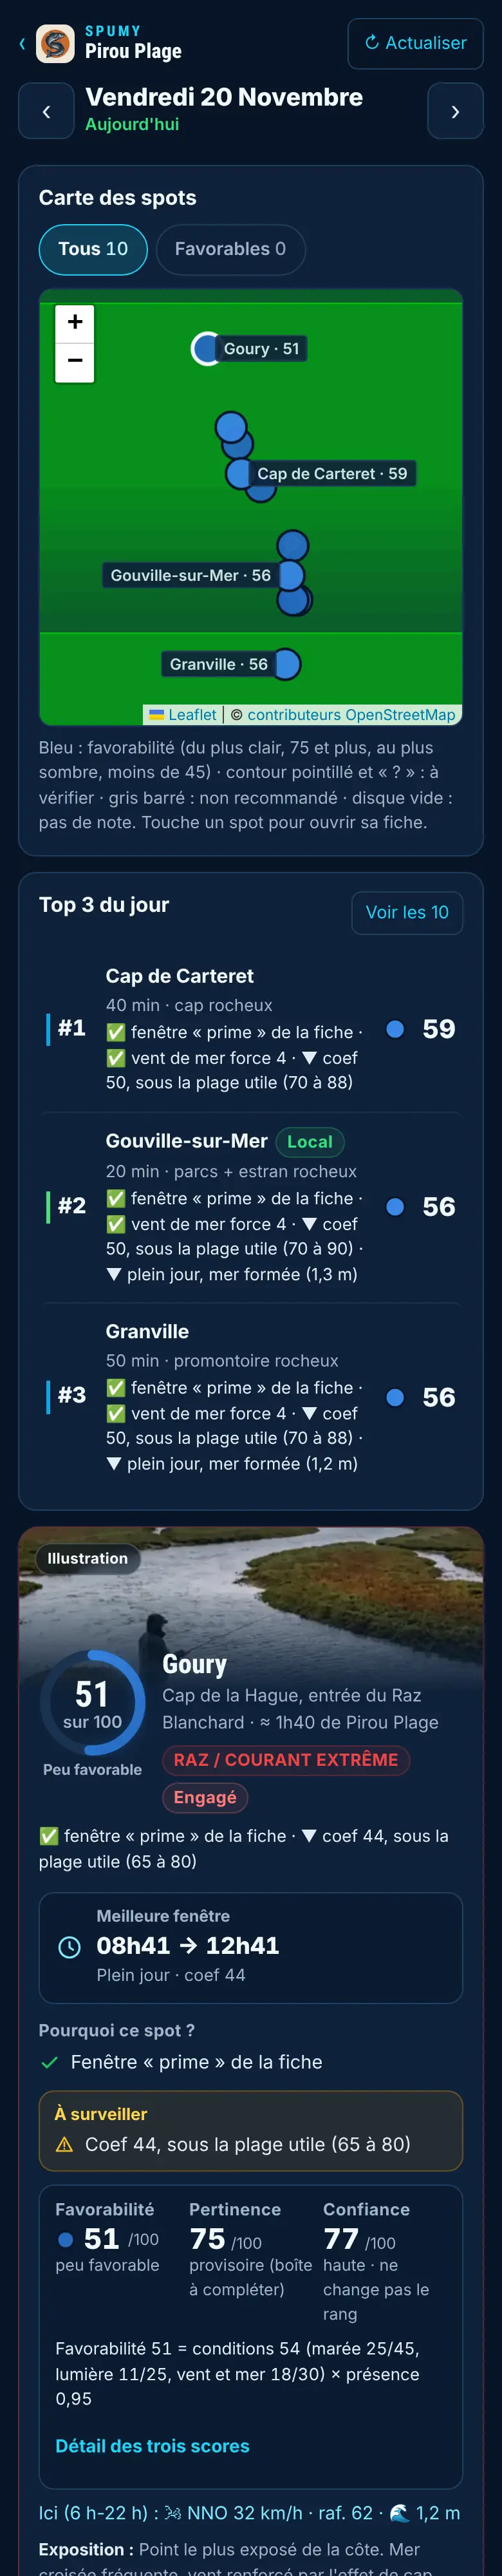 ‹
SPUMY
Pirou Plage
↻ Actualiser
‹
Vendredi 20 Novembre
Aujourd'hui
›
Carte des spots
Tous 10
Favorables 0
+
−
Goury · 51
Cap de Carteret · 59
Gouville-sur-Mer · 56
Granville · 56
Leaflet | © contributeurs OpenStreetMap
Bleu : favorabilité (du plus clair, 75 et plus, au plus
sombre, moins de 45) · contour pointillé et « ? » : à
vérifier · gris barré : non recommandé · disque vide :
pas de note. Touche un spot pour ouvrir sa fiche.
Top 3 du jour
Voir les 10
#1
Cap de Carteret
40 min · cap rocheux
✅ fenêtre « prime » de la fiche ·
✅ vent de mer force 4 · ▼ coef
50, sous la plage utile (70 à 88)
59
#2
Gouville-sur-Mer Local
20 min · parcs + estran rocheux
✅ fenêtre « prime » de la fiche ·
✅ vent de mer force 4 · ▼ coef
50, sous la plage utile (70 à 90) ·
▼ plein jour, mer formée (1,3 m)
56
#3
Granville
50 min · promontoire rocheux
✅ fenêtre « prime » de la fiche ·
✅ vent de mer force 4 · ▼ coef
50, sous la plage utile (70 à 88) ·
▼ plein jour, mer formée (1,2 m)
56
Illustration
51
sur 100
Peu favorable
Goury
Cap de la Hague, entrée du Raz
Blanchard · ≈ 1h40 de Pirou Plage
RAZ / COURANT EXTRÊME
Engagé
✅ fenêtre « prime » de la fiche · ▼ coef 44, sous la
plage utile (65 à 80)
Meilleure fenêtre
08h41 → 12h41
Plein jour · coef 44
Pourquoi ce spot ?
✓ Fenêtre « prime » de la fiche
À surveiller
⚠ Coef 44, sous la plage utile (65 à 80)
Favorabilité
51 /100
peu favorable
Pertinence
75 /100
provisoire (boîte
à compléter)
Confiance
77 /100
haute · ne
change pas le
rang
Favorabilité 51 = conditions 54 (marée 25/45,
lumière 11/25, vent et mer 18/30) × présence
0,95
Détail des trois scores
Ici (6 h-22 h) : 🌬 NNO 32 km/h · raf. 62 · 🌊 1,2 m
Exposition : Point le plus exposé de la côte. Mer
croisée fréquente, vent renforcé par l'effet de cap.